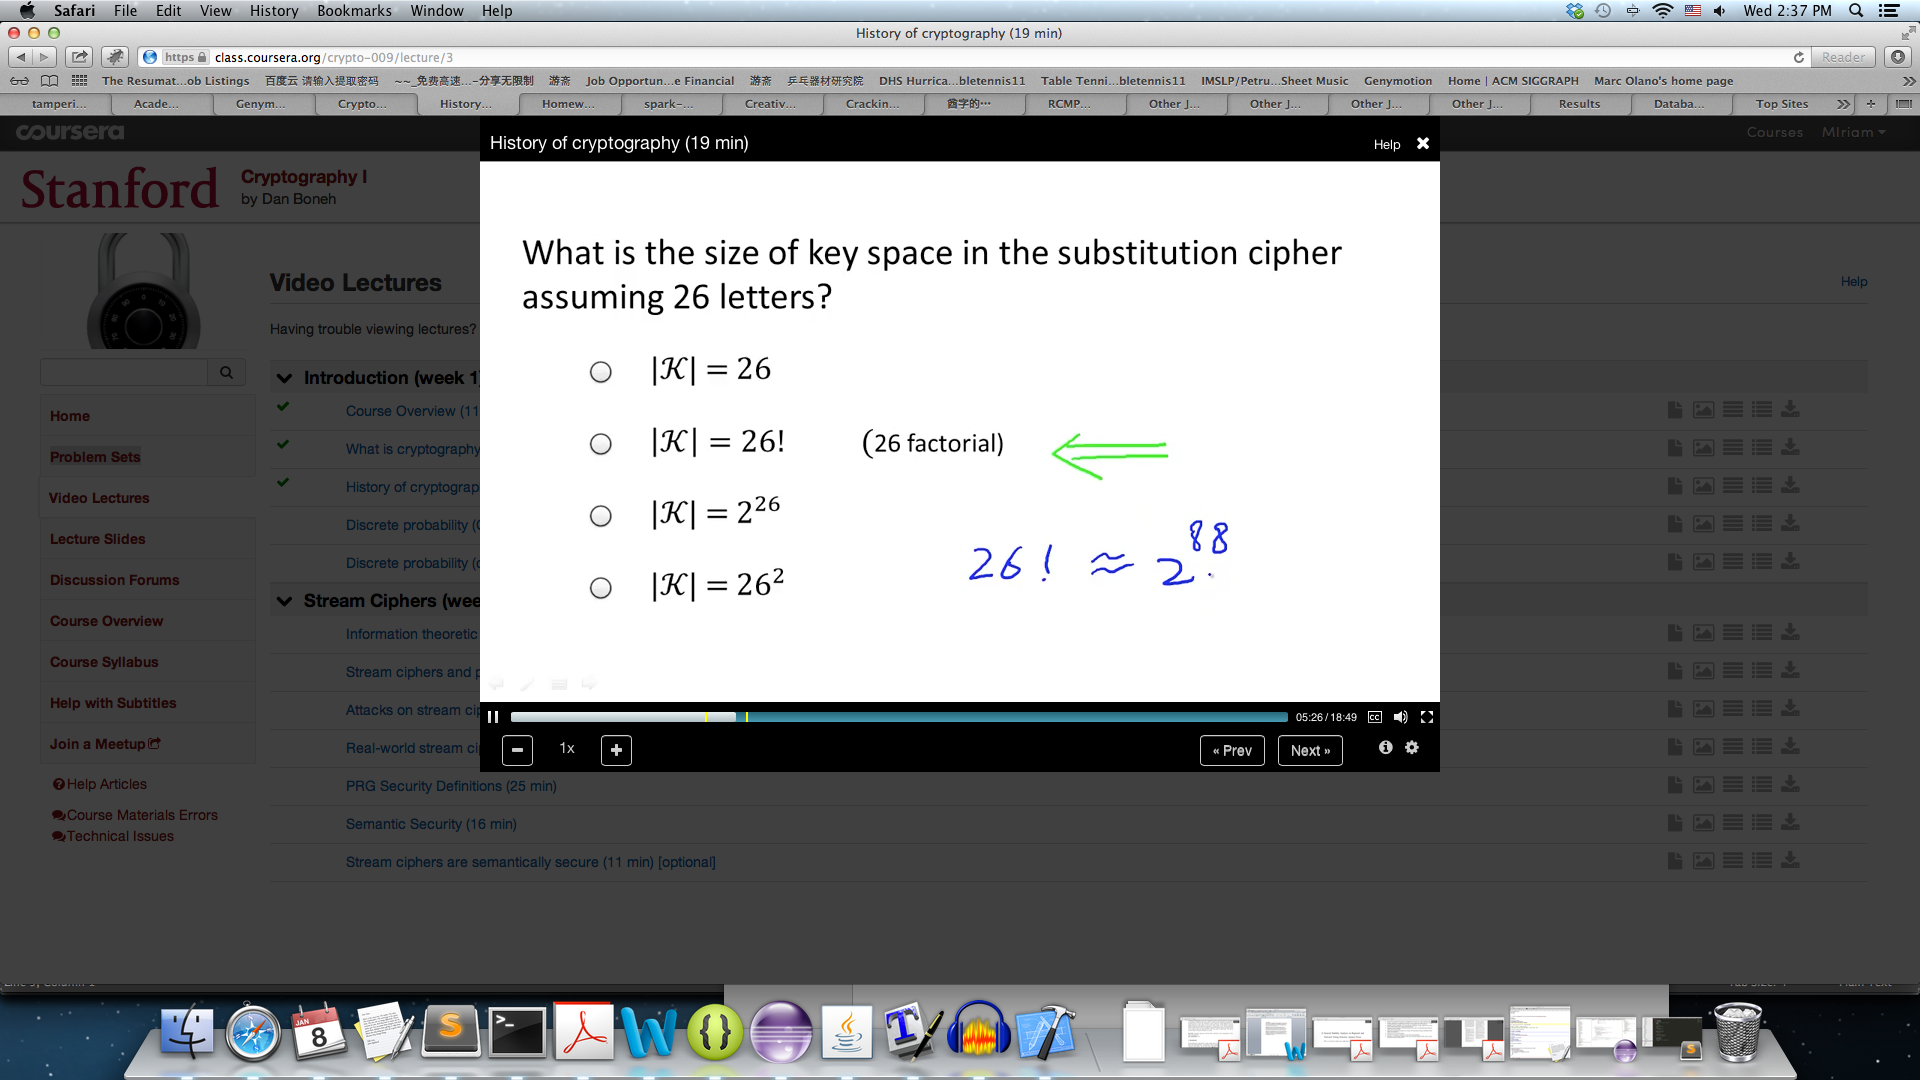 Safari File Edit View History Bookmarks Window Help Wed 2:37 PM
History of cryptography (19 min)
https class.coursera.org/crypto-009/lecture/3 Reader
The Resumat...ob Listings 百度云 请输入提取密码 ~~_免费高速...-分享无限制 游斋 Job Opportun...e Financial 游斋 乒乓器材研究院 DHS Hurrica...bletennis11 Table Tenni...bletennis11 IMSLP/Petru...Sheet Music Genymotion Home | ACM SIGGRAPH Marc Olano's home page
tamperi... Acade... Genym... Crypto... History... Homew... spark-... Creativ... Crackin... RCMP... Other J... Other J... Other J... Other J... Results Databa... Top Sites
coursera Courses MIriam
History of cryptography (19 min) Help
Stanford Cryptography I
by Dan Boneh
What is the size of key space in the substitution cipher
assuming 26 letters?
Video Lectures Help
Having trouble viewing lectures?
|𝒦| = 26
|𝒦| = 26! (26 factorial)
|𝒦| = 2^26
|𝒦| = 26^2
26! ≈ 2^88
Home
Problem Sets
Video Lectures
Lecture Slides
Discussion Forums
Course Overview
Course Syllabus
Help with Subtitles
Join a Meetup
Help Articles
Course Materials Errors
Technical Issues
Introduction (week 1
Course Overview (11
What is cryptography
History of cryptograp
Discrete probability (
Discrete probability (
Stream Ciphers (wee
Information theoretic
Stream ciphers and p
Attacks on stream cip
Real-world stream ci
PRG Security Definitions (25 min)
Semantic Security (16 min)
Stream ciphers are semantically secure (11 min) [optional]
05:26 / 18:49 CC
1x « Prev Next »
JAN
8